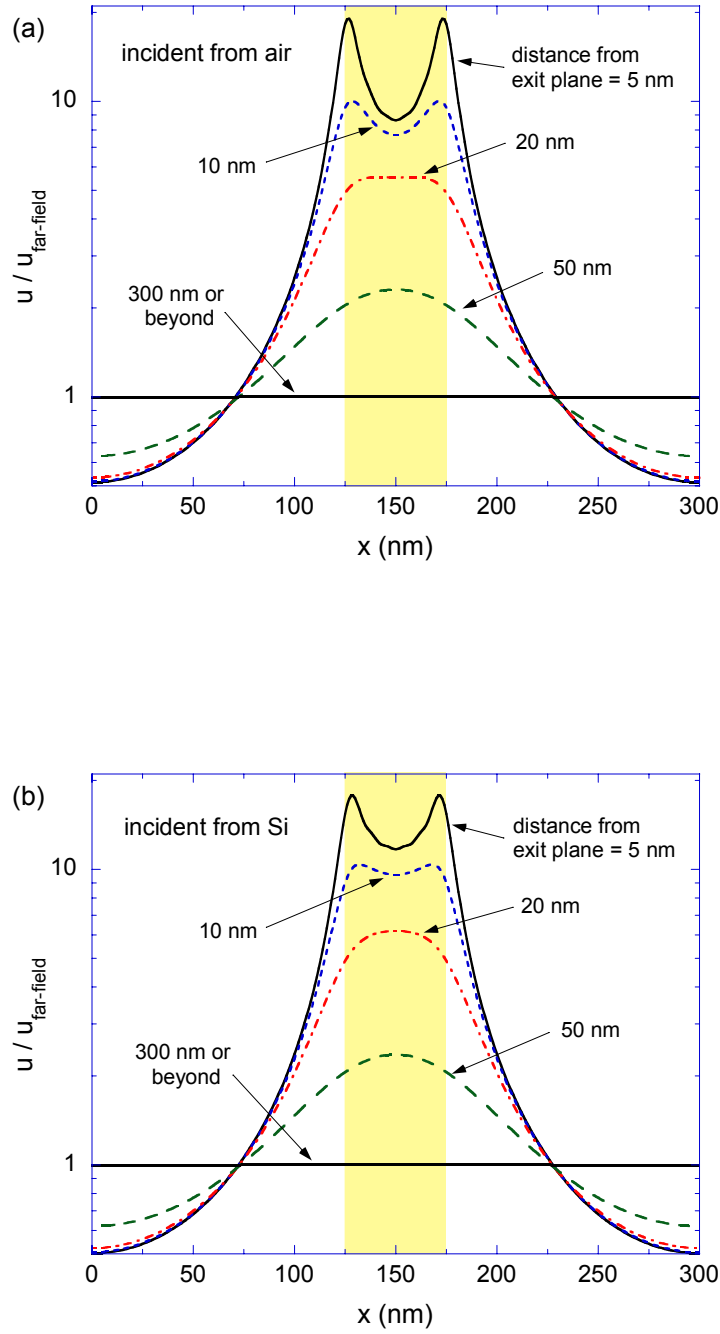 (a)
incident from air
distance from
exit plane = 5 nm
10
10 nm
20 nm
u / u_far-field
50 nm
300 nm or
beyond
1
0 50 100 150 200 250 300
x (nm)
(b)
incident from Si
distance from
exit plane = 5 nm
10
10 nm
20 nm
u / u_far-field
50 nm
300 nm or
beyond
1
0 50 100 150 200 250 300
x (nm)